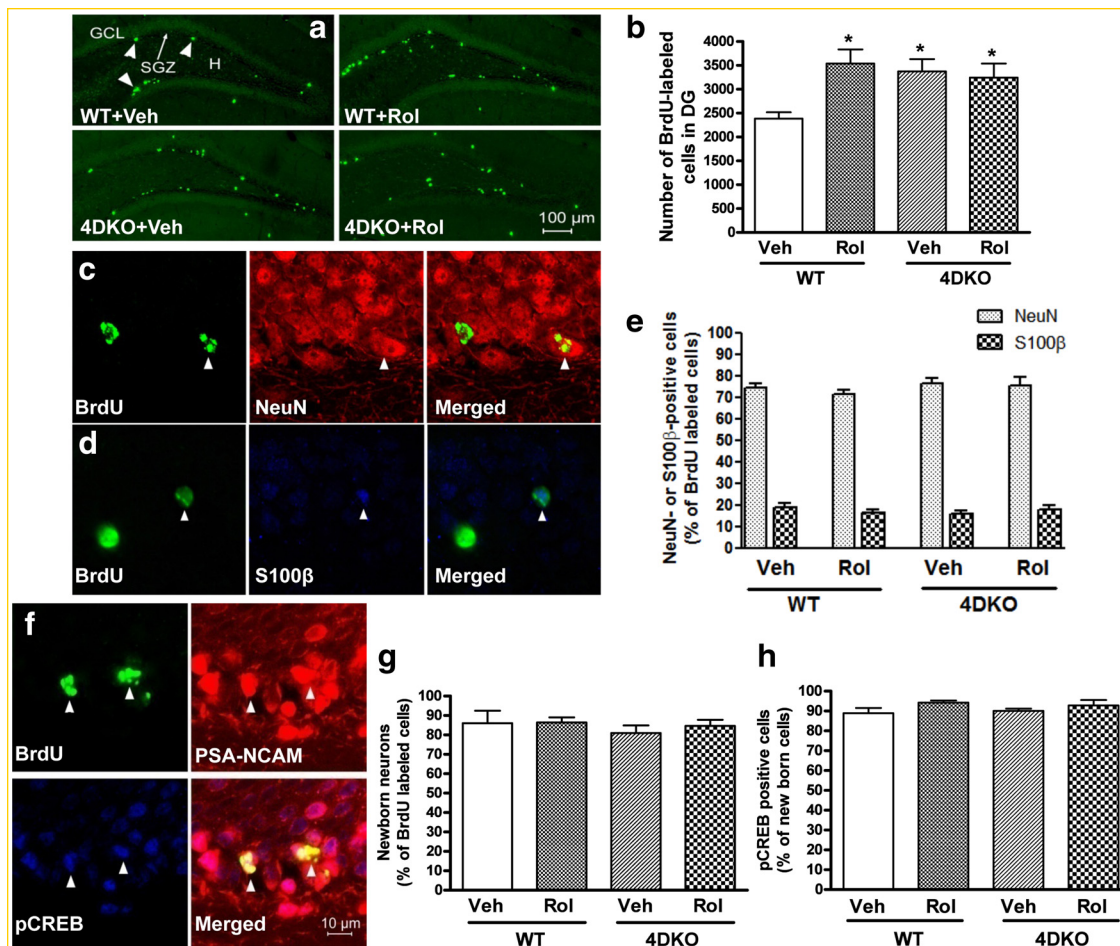 a
GCL
SGZ
H
WT+Veh
WT+Rol
4DKO+Veh
4DKO+Rol
100 µm
b
Number of BrdU-labeled
cells in DG
4000
3500
3000
2500
2000
1500
1000
500
0
*
*
*
Veh
Rol
Veh
Rol
WT
4DKO
c
BrdU
NeuN
Merged
d
BrdU
S100β
Merged
e
NeuN
S100β
NeuN- or S100β-positive cells
(% of BrdU labeled cells)
100
90
80
70
60
50
40
30
20
10
0
Veh
Rol
Veh
Rol
WT
4DKO
f
BrdU
PSA-NCAM
pCREB
Merged
10 µm
g
Newborn neurons
(% of BrdU labeled cells)
100
90
80
70
60
50
40
30
20
10
0
Veh
Rol
Veh
Rol
WT
4DKO
h
pCREB positive cells
(% of new born cells)
100
90
80
70
60
50
40
30
20
10
0
Veh
Rol
Veh
Rol
WT
4DKO